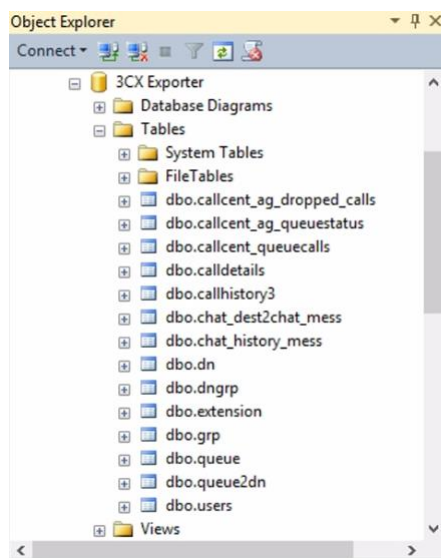 Object Explorer
Connect
3CX Exporter
Database Diagrams
Tables
System Tables
FileTables
dbo.callcent_ag_dropped_calls
dbo.callcent_ag_queuestatus
dbo.callcent_queuecalls
dbo.calldetails
dbo.callhistory3
dbo.chat_dest2chat_mess
dbo.chat_history_mess
dbo.dn
dbo.dngrp
dbo.extension
dbo.grp
dbo.queue
dbo.queue2dn
dbo.users
Views